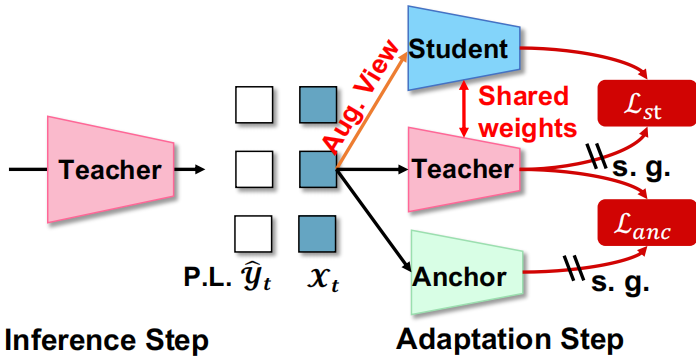 Student
Aug. View
Shared
weights
ℒst
Teacher
Teacher
s. g.
ℒanc
Anchor
s. g.
P.L. ŷt
xt
Inference Step
Adaptation Step